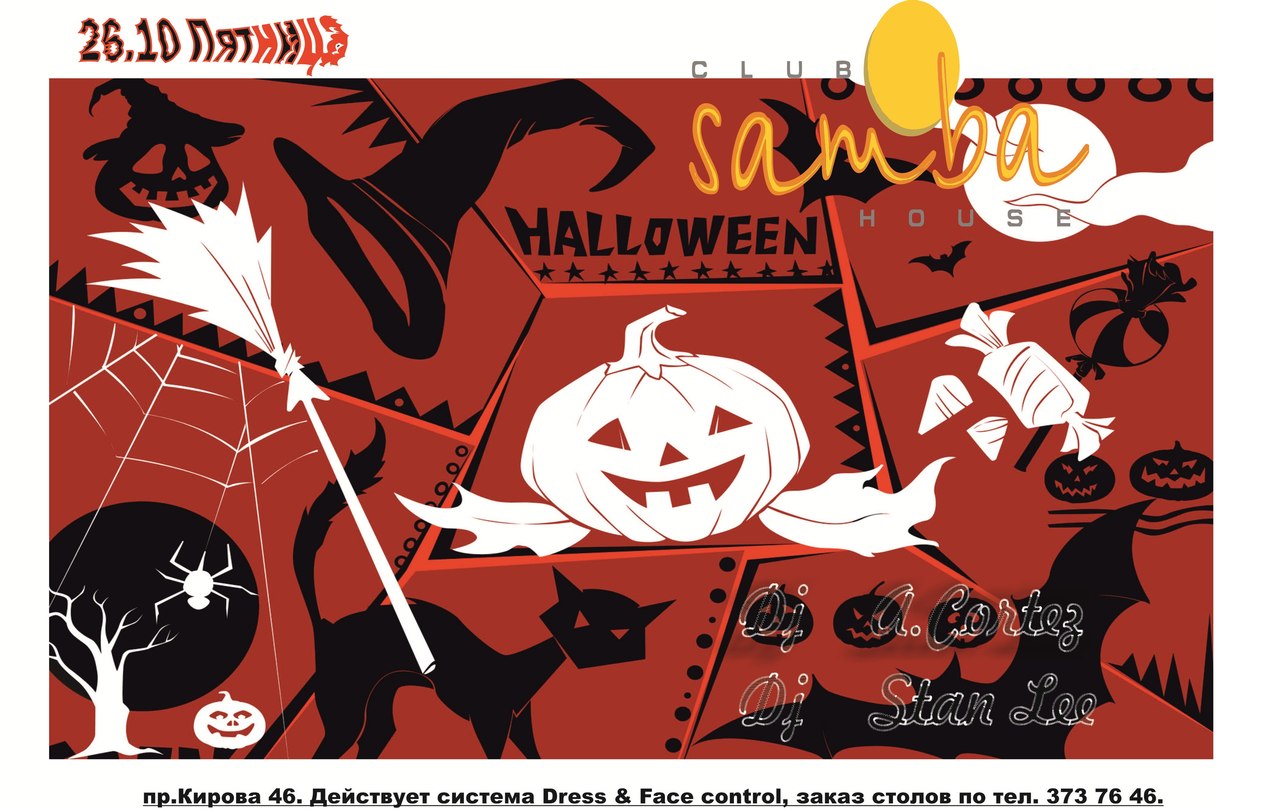 26.10 Пятница
CLUB
samba
HOUSE
HALLOWEEN
Dj A. Cortez
Dj Stan Lee
пр.Кирова 46. Действует система Dress & Face control, заказ столов по тел. 373 76 46.